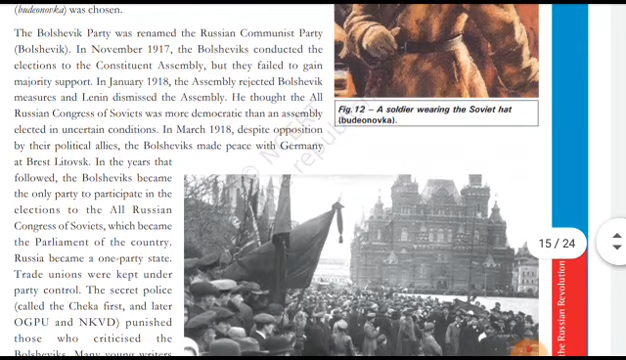 (budeonovka) was chosen.
The Bolshevik Party was renamed the Russian Communist Party
(Bolshevik). In November 1917, the Bolsheviks conducted the
elections to the Constituent Assembly, but they failed to gain
majority support. In January 1918, the Assembly rejected Bolshevik
measures and Lenin dismissed the Assembly. He thought the All
Russian Congress of Soviets was more democratic than an assembly
elected in uncertain conditions. In March 1918, despite opposition
by their political allies, the Bolsheviks made peace with Germany
at Brest Litovsk. In the years that
followed, the Bolsheviks became
the only party to participate in the
elections to the All Russian
Congress of Soviets, which became
the Parliament of the country.
Russia became a one-party state.
Trade unions were kept under
party control. The secret police
(called the Cheka first, and later
OGPU and NKVD) punished
those who criticised the
Bolsheviks. Many young writers
Fig.12 – A soldier wearing the Soviet hat
(budeonovka).
© NCERT
republ
15 / 24
he Russian Revolution